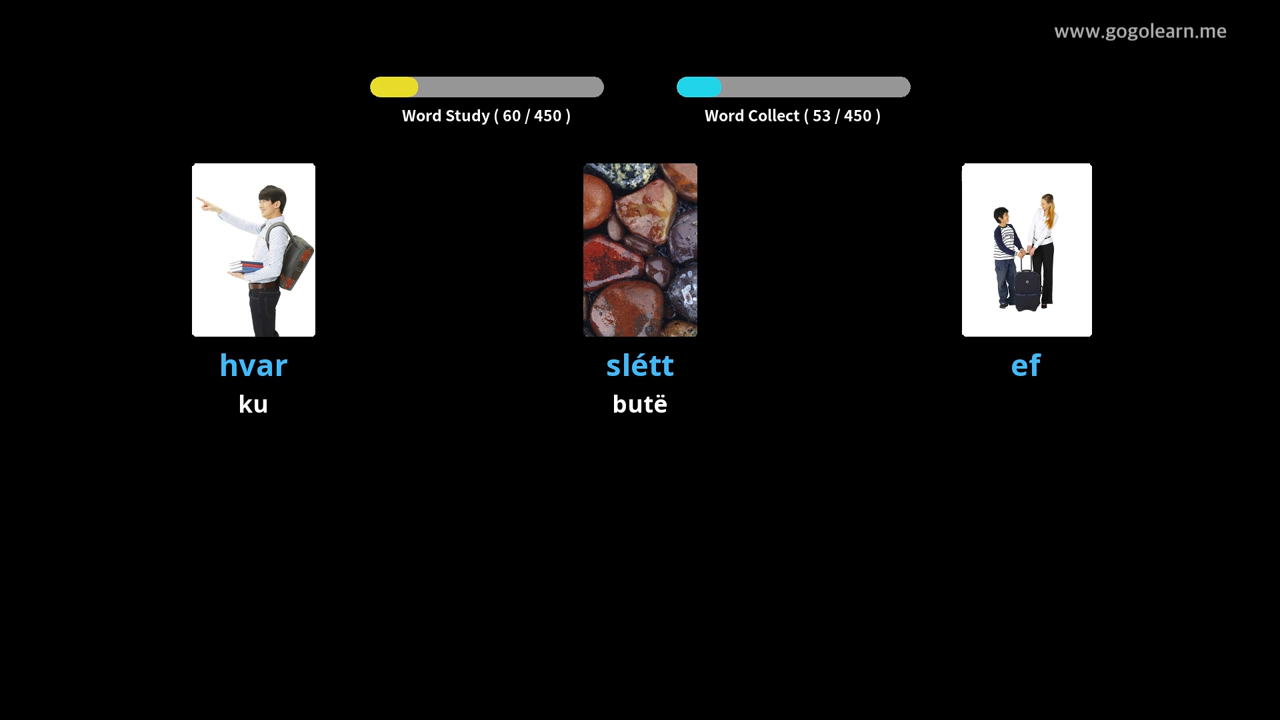 www.gogolearn.me
Word Study ( 60 / 450 )
Word Collect ( 53 / 450 )
hvar
slétt
ef
ku
butë